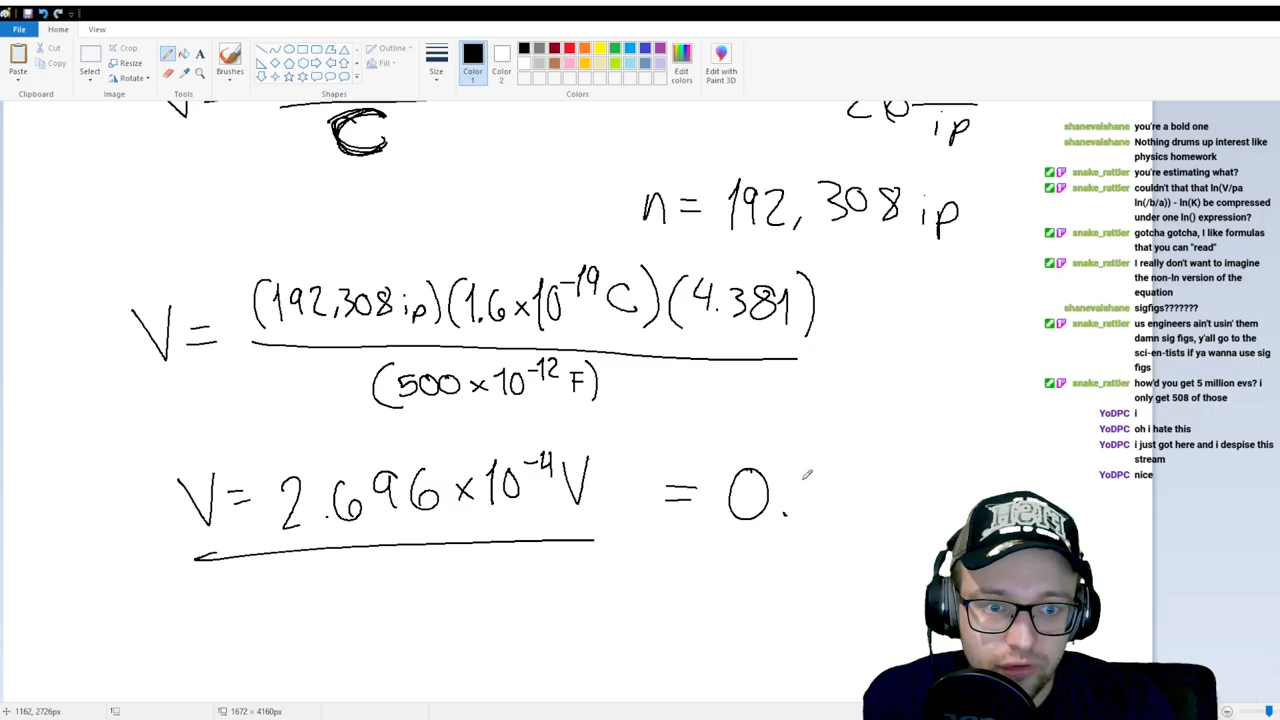 File Home View
Paste Cut Copy Select Crop Resize Rotate A Brushes Outline Fill Size Color 1 Color 2 Edit colors Edit with Paint 3D
Clipboard Image Tools Shapes Colors
V =
C
ip
n = 192,308 ip
V = (192,308 ip)(1.6×10⁻¹⁹ C)(4.381)
(500 × 10⁻¹² F)
V = 2.696 × 10⁻⁴ V = 0.
shanevaishane you're a bold one
shanevaishane Nothing drums up interest like
physics homework
snake_rattler you're estimating what?
snake_rattler couldn't that that ln(V/pa
ln(/b/a)) - ln(K) be compressed
under one ln() expression?
snake_rattler gotcha gotcha, I like formulas
that you can "read"
snake_rattler I really don't want to imagine
the non-ln version of the
equation
shanevaishane sigfigs???????
snake_rattler us engineers ain't usin' them
damn sig figs, y'all go to the
sci-en-tists if ya wanna use sig
figs
snake_rattler how'd you get 5 million evs? i
only get 508 of those
YoDPC i
YoDPC oh i hate this
YoDPC i just got here and i despise this
stream
YoDPC nice
1162, 2726px 1672 × 4160px